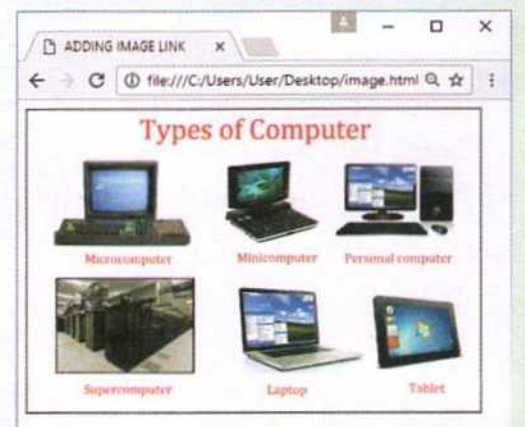 ADDING IMAGE LINK
file:///C:/Users/User/Desktop/image.html
Types of Computer
Microcomputer Minicomputer Personal computer
Supercomputer Laptop Tablet